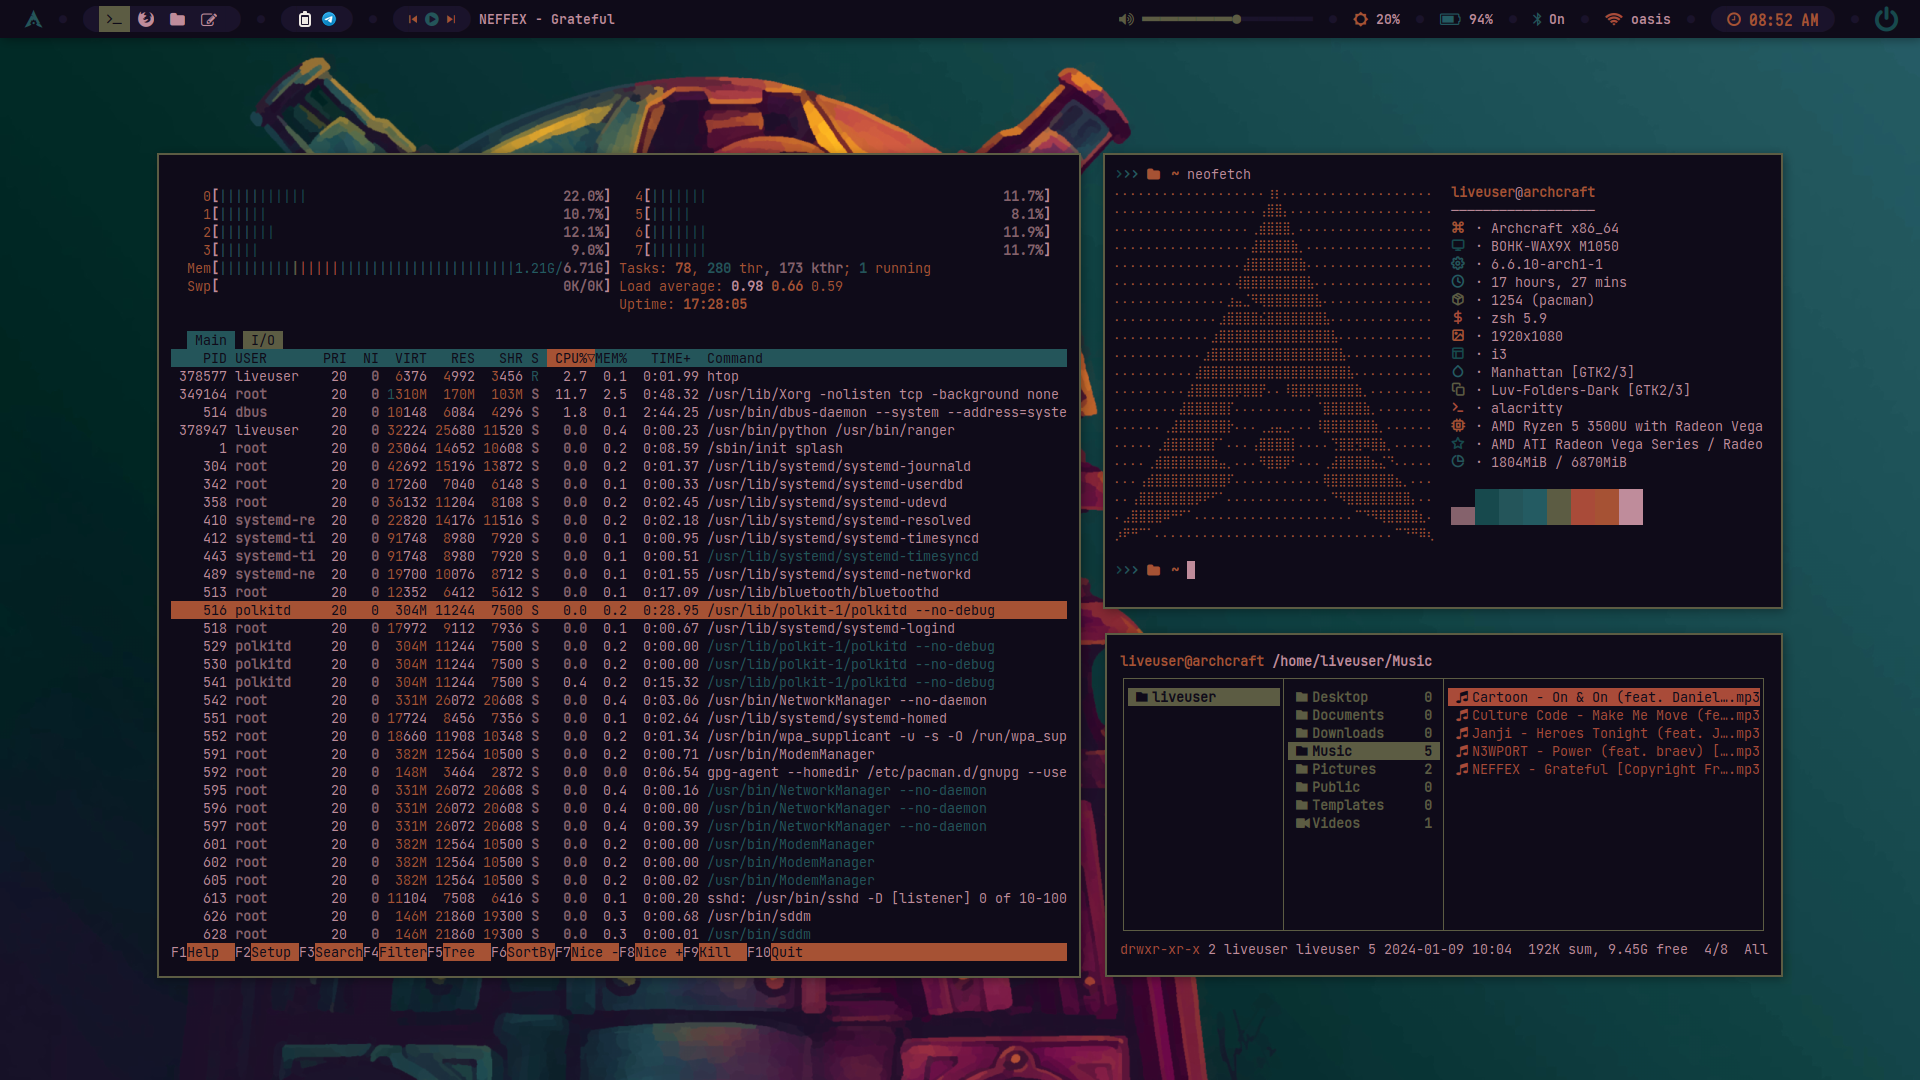 NEFFEX - Grateful
20%
94%
On
oasis
08:52 AM
0[ 22.0%] 4[ 11.7%]
1[ 10.7%] 5[ 8.1%]
2[ 12.1%] 6[ 11.9%]
3[ 9.0%] 7[ 11.7%]
Mem[ 1.21G/6.71G] Tasks: 78, 280 thr, 173 kthr; 1 running
Swp[ 0K/0K] Load average: 0.98 0.66 0.59
Uptime: 17:28:05
Main I/O
PID USER PRI NI VIRT RES SHR S CPU%▽MEM% TIME+ Command
378577 liveuser 20 0 6376 4992 3456 R 2.7 0.1 0:01.99 htop
349164 root 20 0 1310M 170M 103M S 11.7 2.5 0:48.32 /usr/lib/Xorg -nolisten tcp -background none
514 dbus 20 0 10148 6084 4296 S 1.8 0.1 2:44.25 /usr/bin/dbus-daemon --system --address=syste
378947 liveuser 20 0 32224 25680 11520 S 0.0 0.4 0:00.23 /usr/bin/python /usr/bin/ranger
1 root 20 0 23064 14652 10608 S 0.0 0.2 0:08.59 /sbin/init splash
304 root 20 0 42692 15196 13872 S 0.0 0.2 0:01.37 /usr/lib/systemd/systemd-journald
342 root 20 0 17260 7040 6148 S 0.0 0.1 0:00.33 /usr/lib/systemd/systemd-userdbd
358 root 20 0 36132 11204 8108 S 0.0 0.2 0:02.45 /usr/lib/systemd/systemd-udevd
410 systemd-re 20 0 22820 14176 11516 S 0.0 0.2 0:02.18 /usr/lib/systemd/systemd-resolved
412 systemd-ti 20 0 91748 8980 7920 S 0.0 0.1 0:00.95 /usr/lib/systemd/systemd-timesyncd
443 systemd-ti 20 0 91748 8980 7920 S 0.0 0.1 0:00.51 /usr/lib/systemd/systemd-timesyncd
489 systemd-ne 20 0 19700 10076 8712 S 0.0 0.1 0:01.55 /usr/lib/systemd/systemd-networkd
513 root 20 0 12352 6412 5612 S 0.0 0.1 0:17.09 /usr/lib/bluetooth/bluetoothd
516 polkitd 20 0 304M 11244 7500 S 0.0 0.2 0:28.95 /usr/lib/polkit-1/polkitd --no-debug
518 root 20 0 17972 9112 7936 S 0.0 0.1 0:00.67 /usr/lib/systemd/systemd-logind
529 polkitd 20 0 304M 11244 7500 S 0.0 0.2 0:00.00 /usr/lib/polkit-1/polkitd --no-debug
530 polkitd 20 0 304M 11244 7500 S 0.0 0.2 0:00.00 /usr/lib/polkit-1/polkitd --no-debug
541 polkitd 20 0 304M 11244 7500 S 0.4 0.2 0:15.32 /usr/lib/polkit-1/polkitd --no-debug
542 root 20 0 331M 26072 20608 S 0.0 0.4 0:03.06 /usr/bin/NetworkManager --no-daemon
551 root 20 0 17724 8456 7356 S 0.0 0.1 0:02.64 /usr/lib/systemd/systemd-homed
552 root 20 0 18660 11908 10348 S 0.0 0.2 0:01.34 /usr/bin/wpa_supplicant -u -s -O /run/wpa_sup
591 root 20 0 382M 12564 10500 S 0.0 0.2 0:00.71 /usr/bin/ModemManager
592 root 20 0 148M 3464 2872 S 0.0 0.0 0:06.54 gpg-agent --homedir /etc/pacman.d/gnupg --use
595 root 20 0 331M 26072 20608 S 0.0 0.4 0:00.16 /usr/bin/NetworkManager --no-daemon
596 root 20 0 331M 26072 20608 S 0.0 0.4 0:00.00 /usr/bin/NetworkManager --no-daemon
597 root 20 0 331M 26072 20608 S 0.0 0.4 0:00.39 /usr/bin/NetworkManager --no-daemon
601 root 20 0 382M 12564 10500 S 0.0 0.2 0:00.00 /usr/bin/ModemManager
602 root 20 0 382M 12564 10500 S 0.0 0.2 0:00.00 /usr/bin/ModemManager
605 root 20 0 382M 12564 10500 S 0.0 0.2 0:00.02 /usr/bin/ModemManager
613 root 20 0 11104 7508 6416 S 0.0 0.1 0:00.20 sshd: /usr/bin/sshd -D [listener] 0 of 10-100
626 root 20 0 146M 21860 19300 S 0.0 0.3 0:00.68 /usr/bin/sddm
628 root 20 0 146M 21860 19300 S 0.0 0.3 0:00.01 /usr/bin/sddm
F1Help F2Setup F3SearchF4FilterF5Tree F6SortByF7Nice -F8Nice +F9Kill F10Quit
~ neofetch
liveuser@archcraft
· Archcraft x86_64
· BOHK-WAX9X M1050
· 6.6.10-arch1-1
· 17 hours, 27 mins
· 1254 (pacman)
· zsh 5.9
· 1920x1080
· i3
· Manhattan [GTK2/3]
· Luv-Folders-Dark [GTK2/3]
· alacritty
· AMD Ryzen 5 3500U with Radeon Vega
· AMD ATI Radeon Vega Series / Radeo
· 1804MiB / 6870MiB
~
liveuser@archcraft /home/liveuser/Music
liveuser
Desktop 0
Documents 0
Downloads 0
Music 5
Pictures 2
Public 0
Templates 0
Videos 1
Cartoon - On & On (feat. Daniel….mp3
Culture Code - Make Me Move (fe….mp3
Janji - Heroes Tonight (feat. J….mp3
N3WPORT - Power (feat. braev) [….mp3
NEFFEX - Grateful [Copyright Fr….mp3
drwxr-xr-x 2 liveuser liveuser 5 2024-01-09 10:04 192K sum, 9.45G free 4/8 All